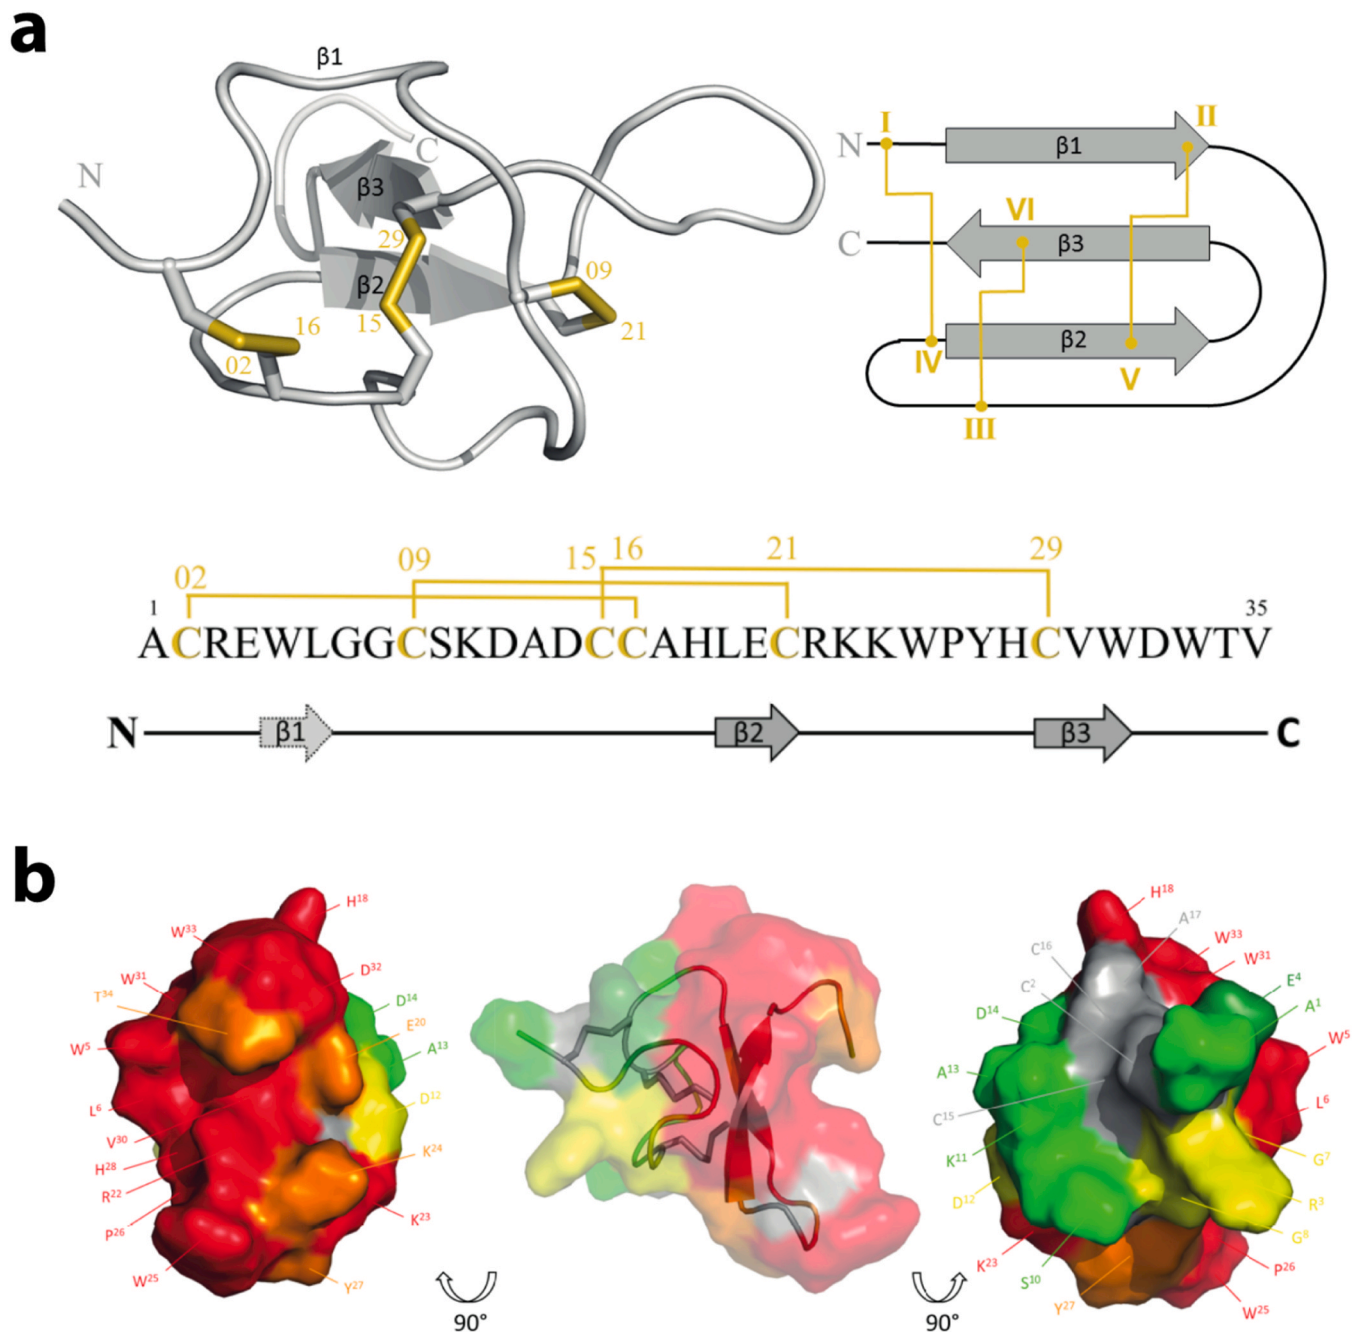 a
β1
N
C
β3
29
β2
15
16
02
09
21
I
II
N
β1
VI
C
β3
β2
IV
V
III
02
09
15
16
21
29
1
35
ACREWLGGCSKDADCCAHLECRKKWPYHCVWDWTV
N
β1
β2
β3
C
b
H18
W33
D32
W31
T34
D14
E20
A13
W5
D12
L6
V30
K24
H28
R22
K23
P26
W25
Y27
90°
H18
A17
C16
W33
W31
C2
E4
D14
A1
W5
A13
L6
C15
K11
G7
D12
R3
G8
K23
P26
S10
Y27
W25
90°